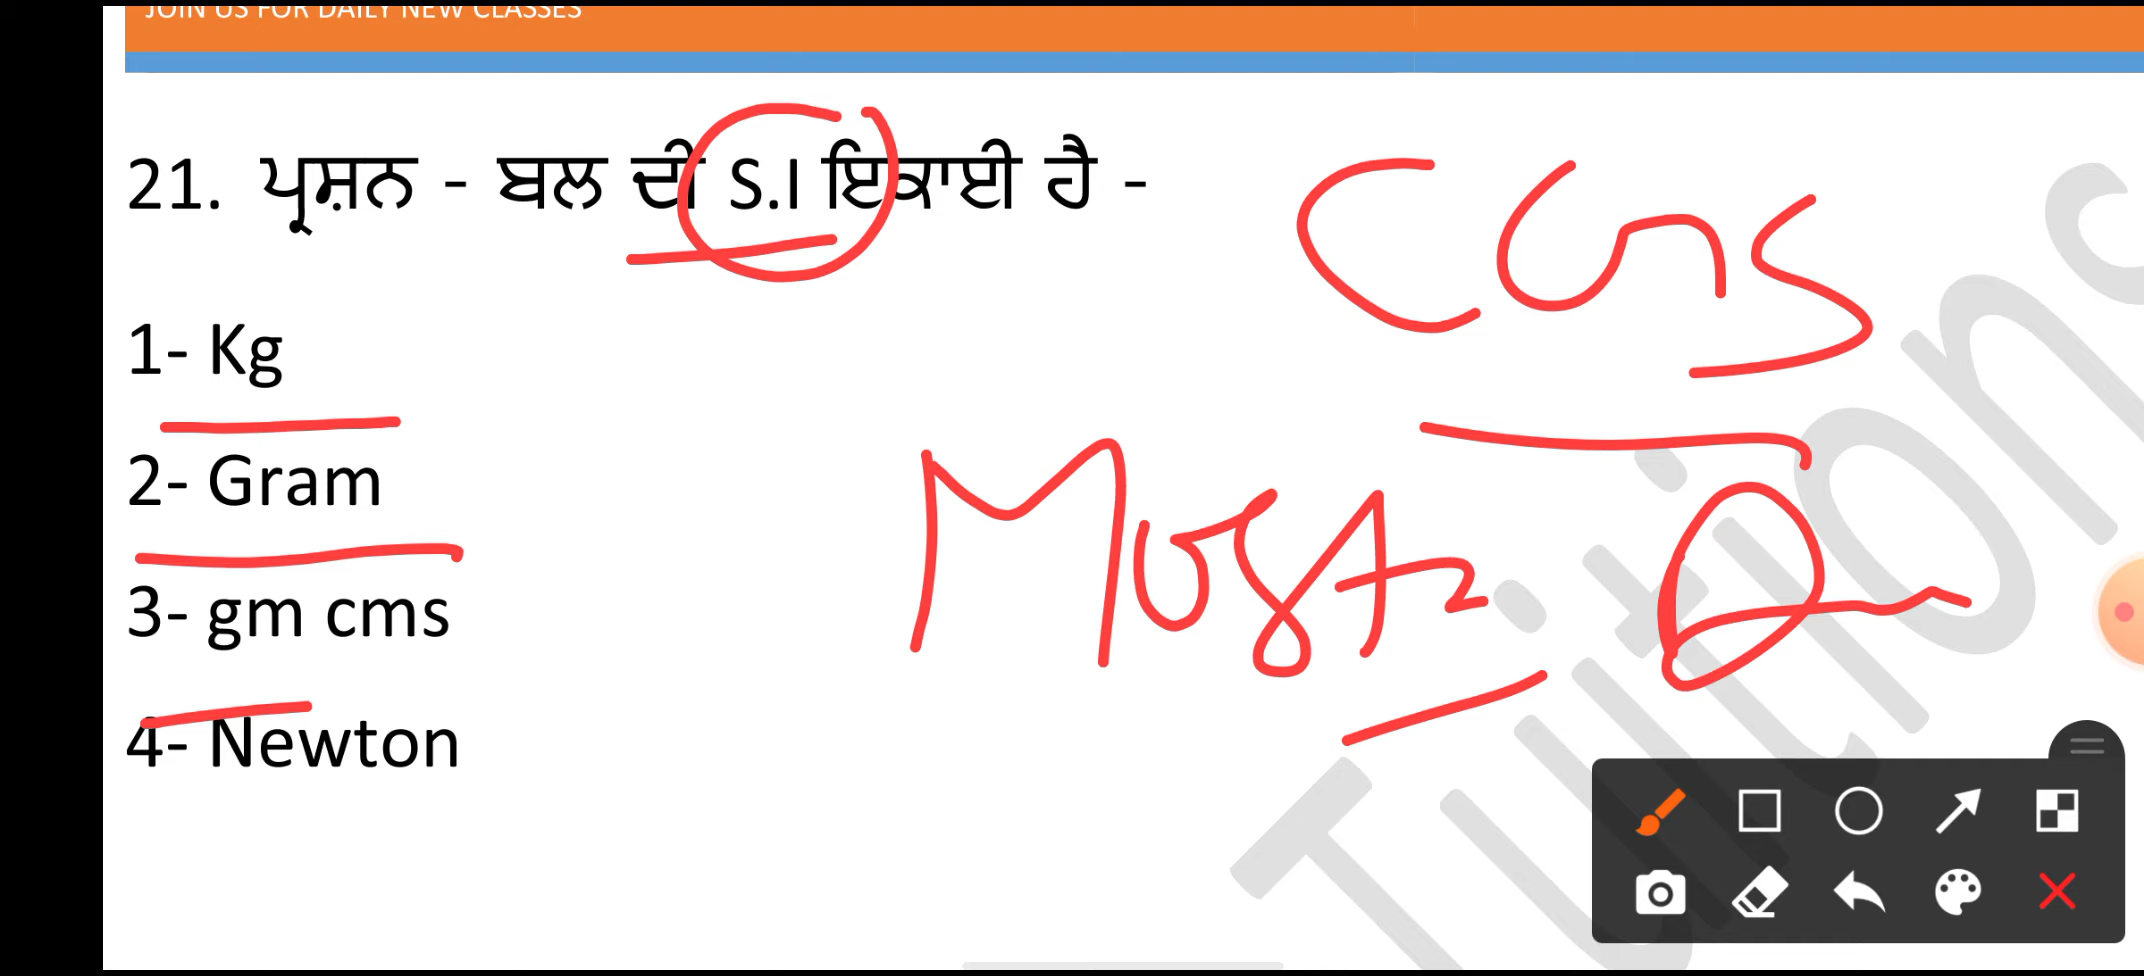 JOIN US FOR DAILY NEW CLASSES
21. ਪ੍ਰਸ਼ਨ - ਬਲ ਦੀ S.I ਇਕਾਈ ਹੈ -
CGS
1- Kg
2- Gram
3- gm cms
4- Newton
Tuitions